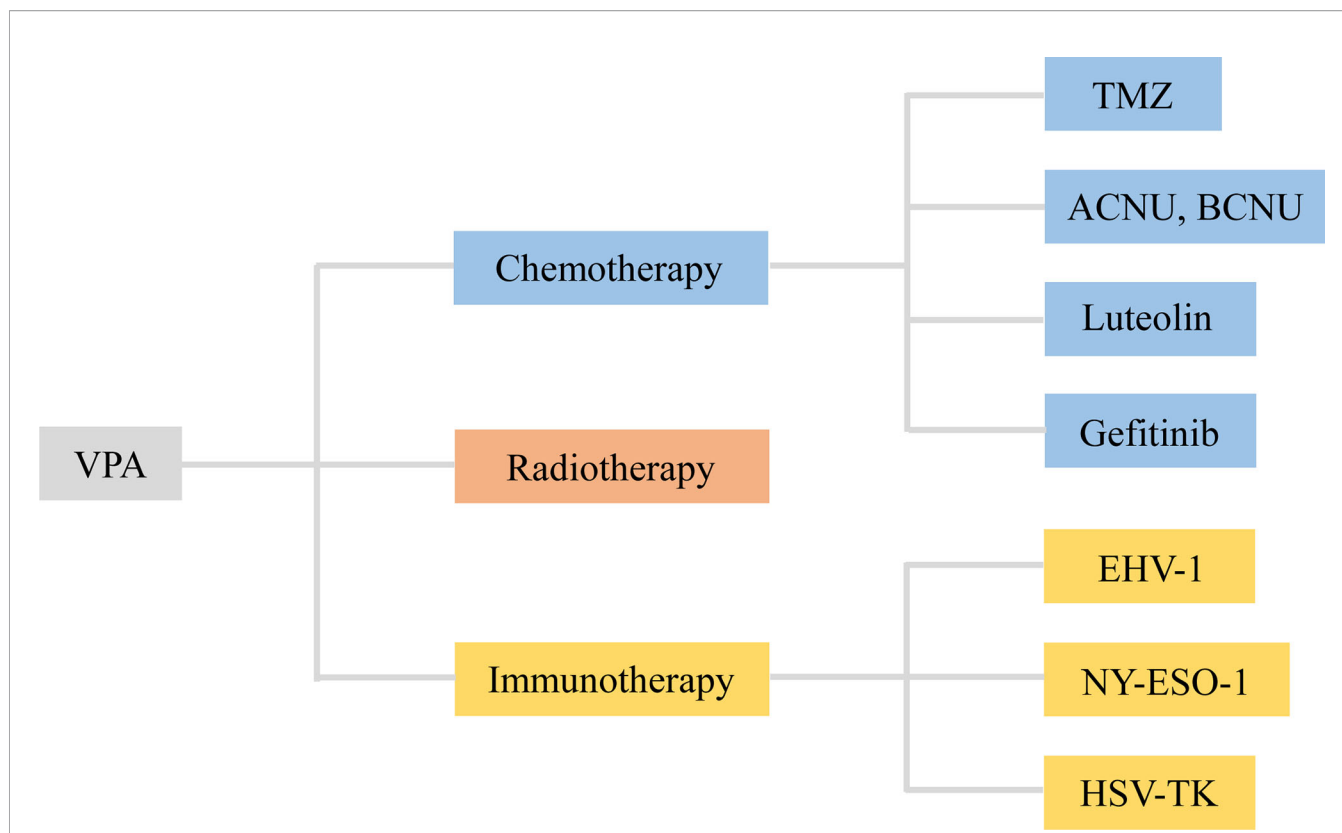 TMZ
ACNU, BCNU
Chemotherapy
Luteolin
Gefitinib
VPA
Radiotherapy
EHV-1
Immunotherapy
NY-ESO-1
HSV-TK